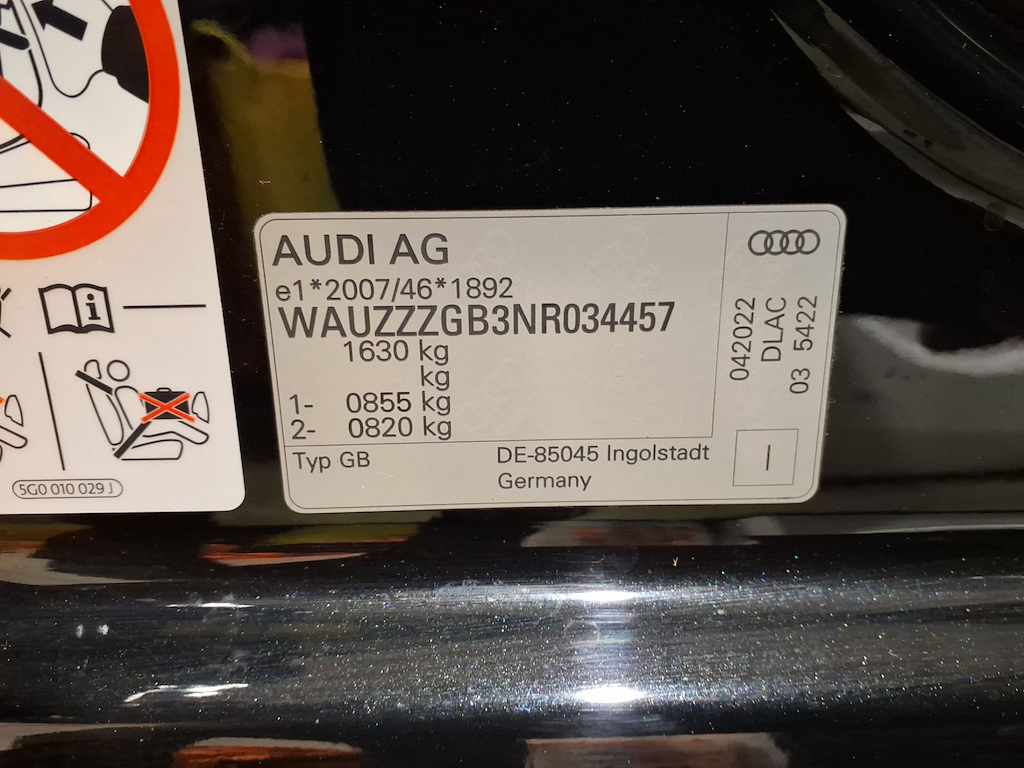 AUDI AG
e1*2007/46*1892
WAUZZZGB3NR034457
1630 kg
kg
1- 0855 kg
2- 0820 kg
Typ GB
DE-85045 Ingolstadt
Germany
042022
DLAC
03 5422
I
i
5G0 010 029 J